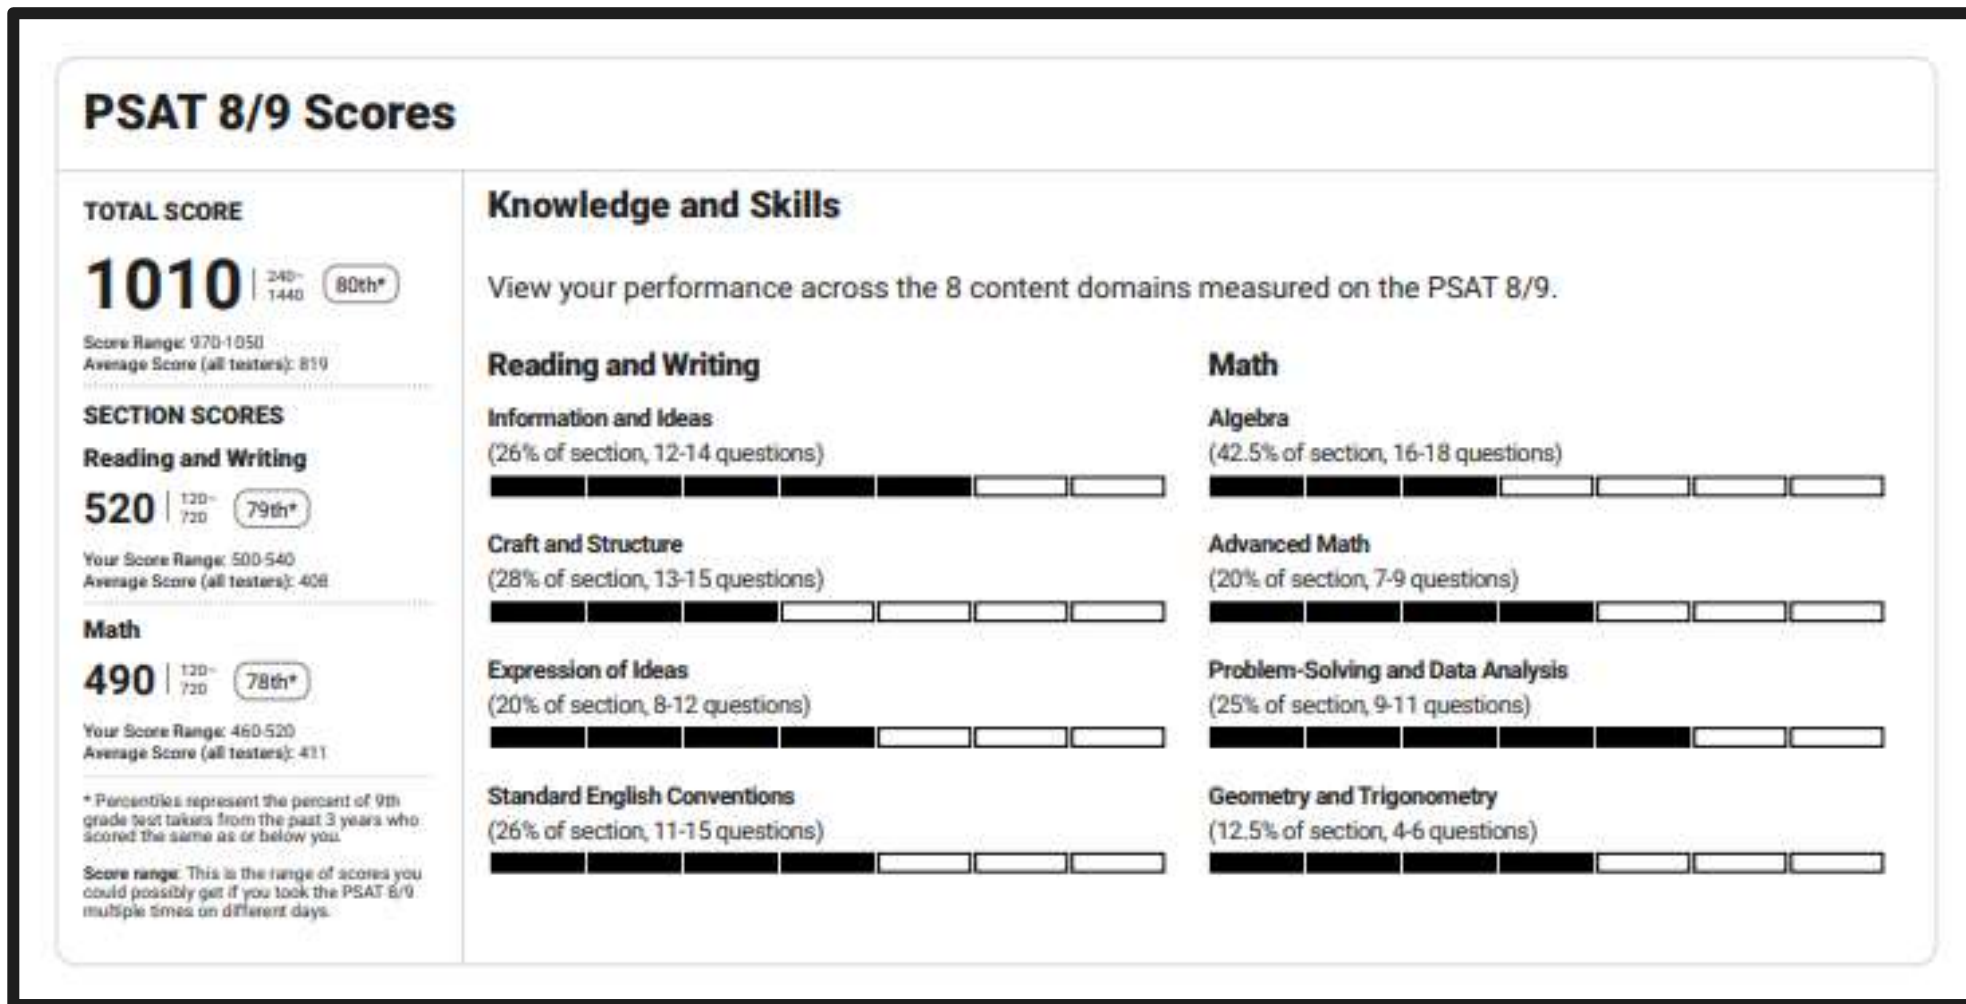 PSAT 8/9 Scores
TOTAL SCORE
1010 240–1440 80th*
Score Range: 970-1050
Average Score (all testers): 819
SECTION SCORES
Reading and Writing
520 120–720 79th*
Your Score Range: 500-540
Average Score (all testers): 408
Math
490 120–720 78th*
Your Score Range: 460-520
Average Score (all testers): 411
* Percentiles represent the percent of 9th
grade test takers from the past 3 years who
scored the same as or below you.
Score range: This is the range of scores you
could possibly get if you took the PSAT 8/9
multiple times on different days.
Knowledge and Skills
View your performance across the 8 content domains measured on the PSAT 8/9.
Reading and Writing
Information and Ideas
(26% of section, 12-14 questions)
Craft and Structure
(28% of section, 13-15 questions)
Expression of Ideas
(20% of section, 8-12 questions)
Standard English Conventions
(26% of section, 11-15 questions)
Math
Algebra
(42.5% of section, 16-18 questions)
Advanced Math
(20% of section, 7-9 questions)
Problem-Solving and Data Analysis
(25% of section, 9-11 questions)
Geometry and Trigonometry
(12.5% of section, 4-6 questions)